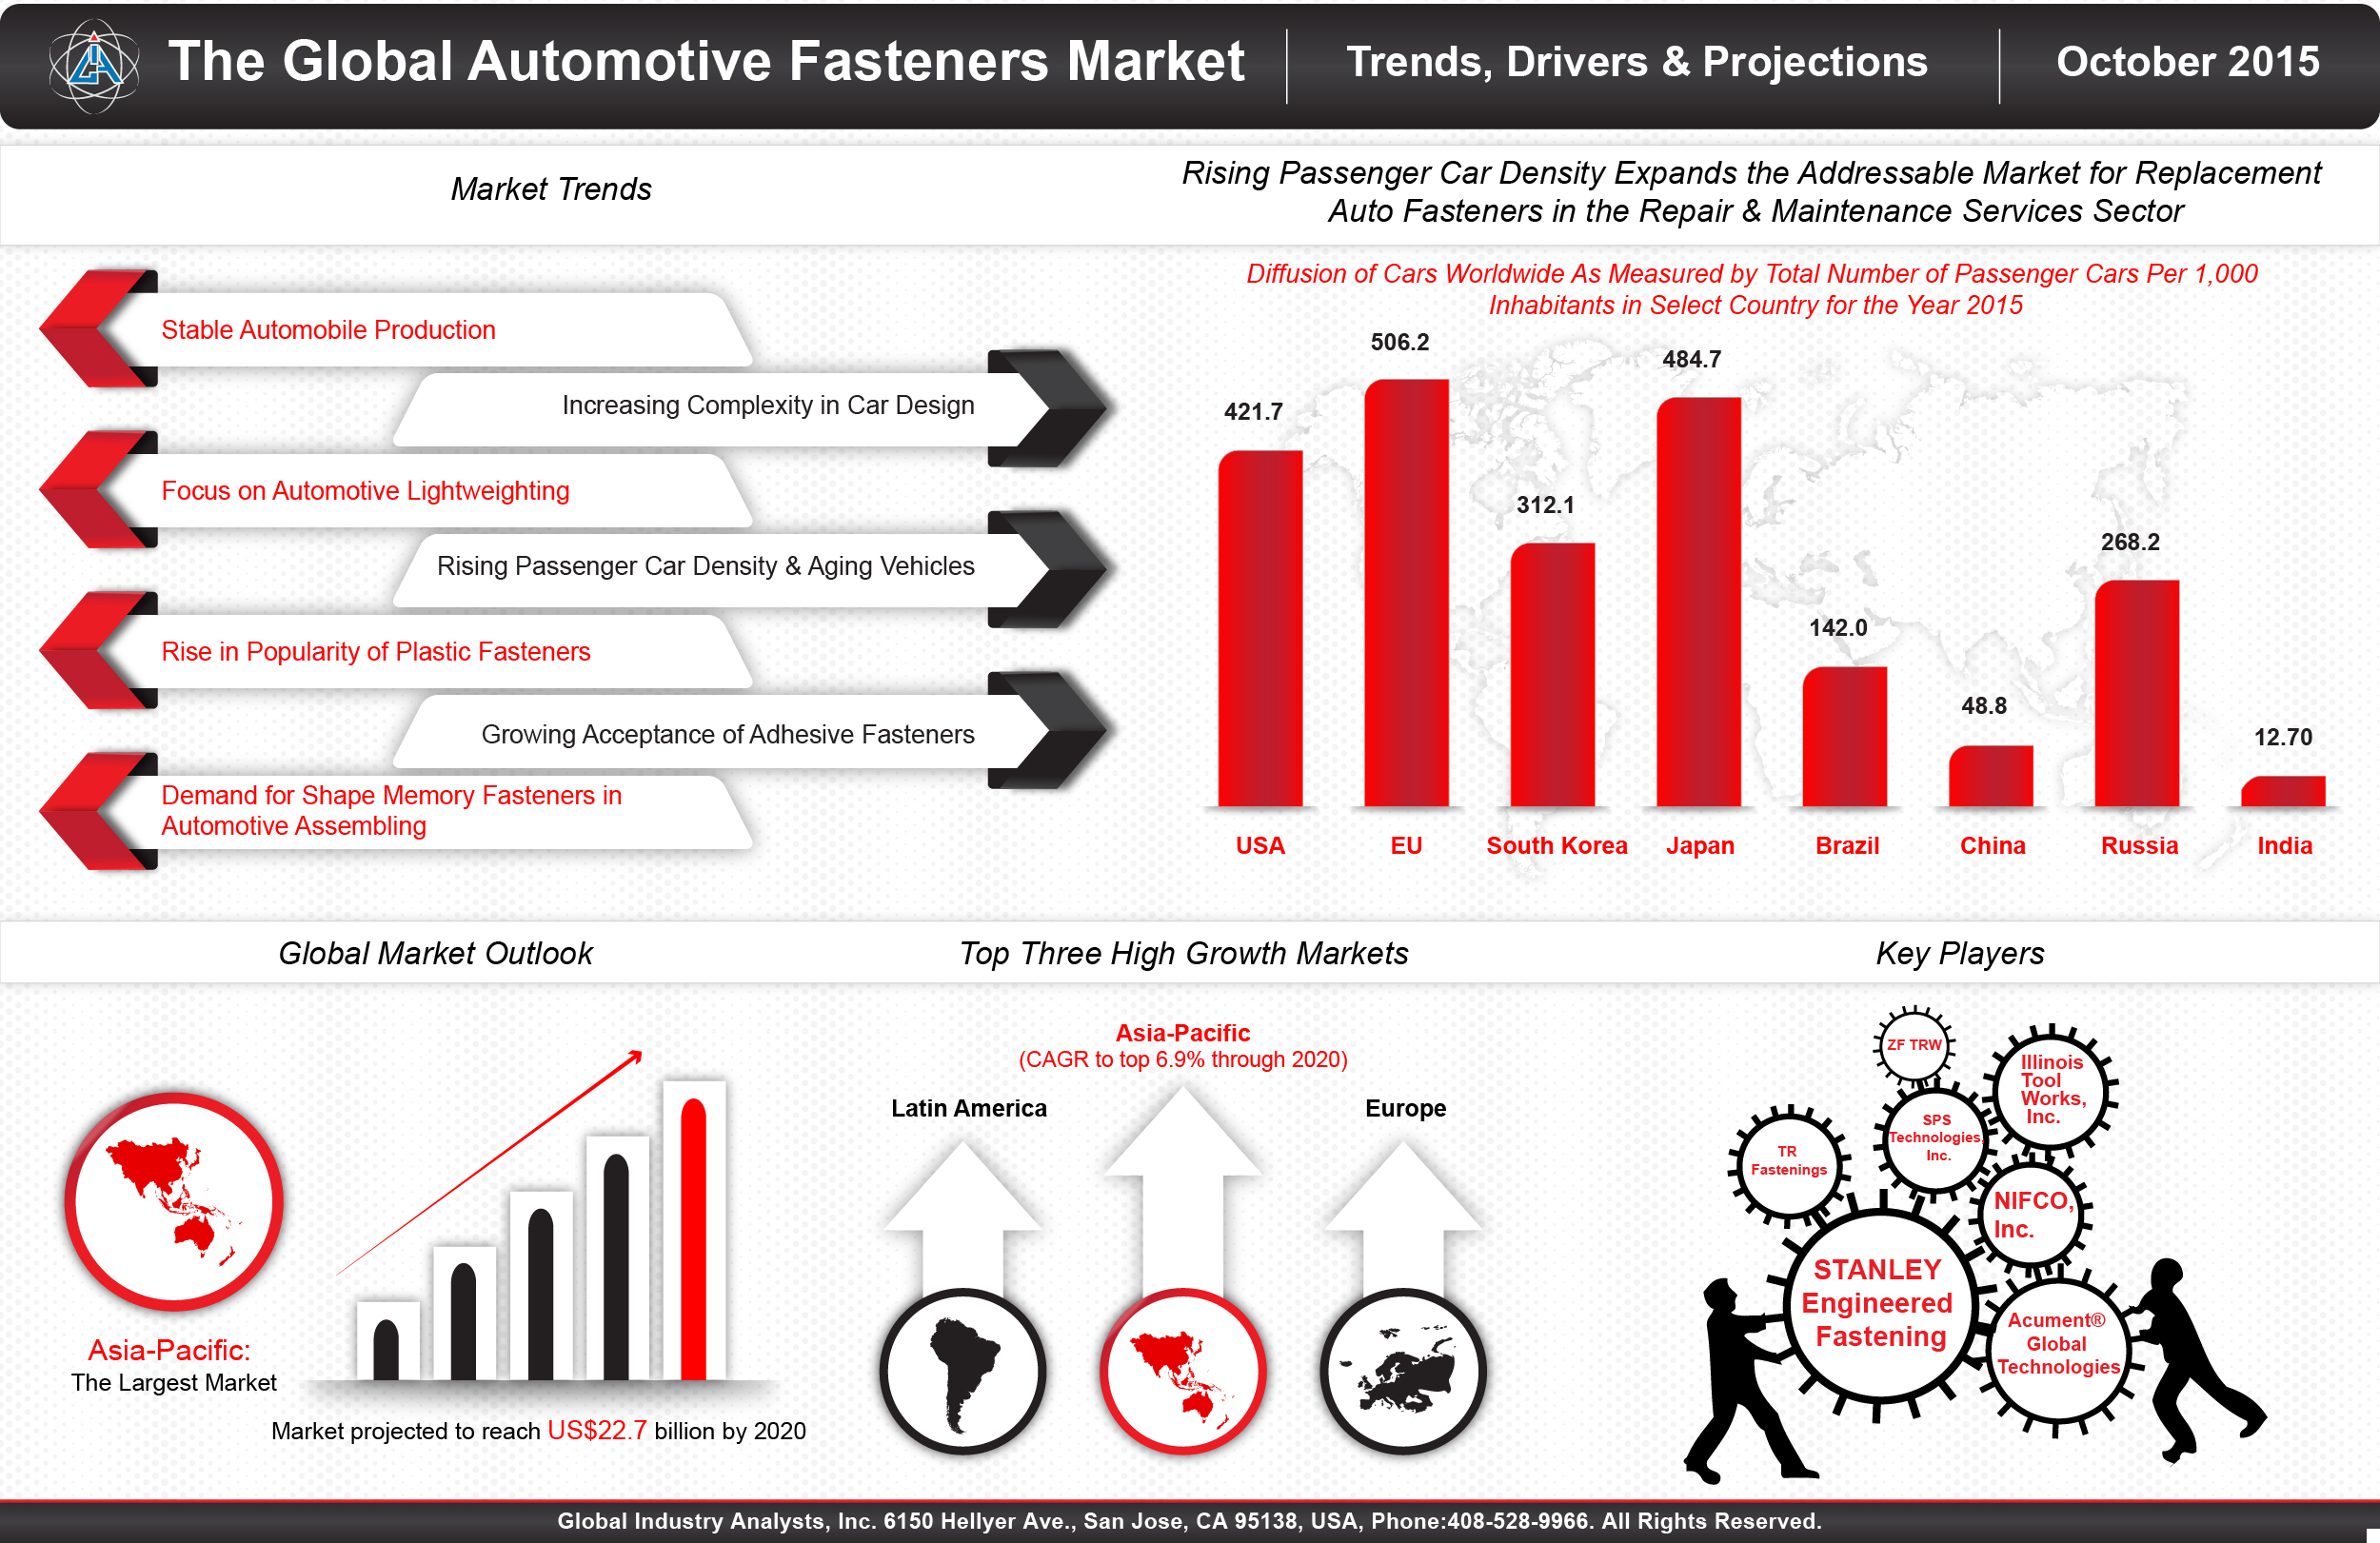 The Global Automotive Fasteners Market
Trends, Drivers & Projections
October 2015
Market Trends
Stable Automobile Production
Increasing Complexity in Car Design
Focus on Automotive Lightweighting
Rising Passenger Car Density & Aging Vehicles
Rise in Popularity of Plastic Fasteners
Growing Acceptance of Adhesive Fasteners
Demand for Shape Memory Fasteners in
Automotive Assembling
Rising Passenger Car Density Expands the Addressable Market for Replacement
Auto Fasteners in the Repair & Maintenance Services Sector
Diffusion of Cars Worldwide As Measured by Total Number of Passenger Cars Per 1,000
Inhabitants in Select Country for the Year 2015
421.7
506.2
312.1
484.7
142.0
48.8
268.2
12.70
USA
EU
South Korea
Japan
Brazil
China
Russia
India
Global Market Outlook
Asia-Pacific:
The Largest Market
Market projected to reach US$22.7 billion by 2020
Top Three High Growth Markets
Asia-Pacific
(CAGR to top 6.9% through 2020)
Latin America
Europe
Key Players
ZF TRW
Illinois
Tool
Works,
Inc.
SPS
Technologies,
Inc.
TR
Fastenings
NIFCO,
Inc.
STANLEY
Engineered
Fastening
Acument®
Global
Technologies
Global Industry Analysts, Inc. 6150 Hellyer Ave., San Jose, CA 95138, USA, Phone:408-528-9966. All Rights Reserved.